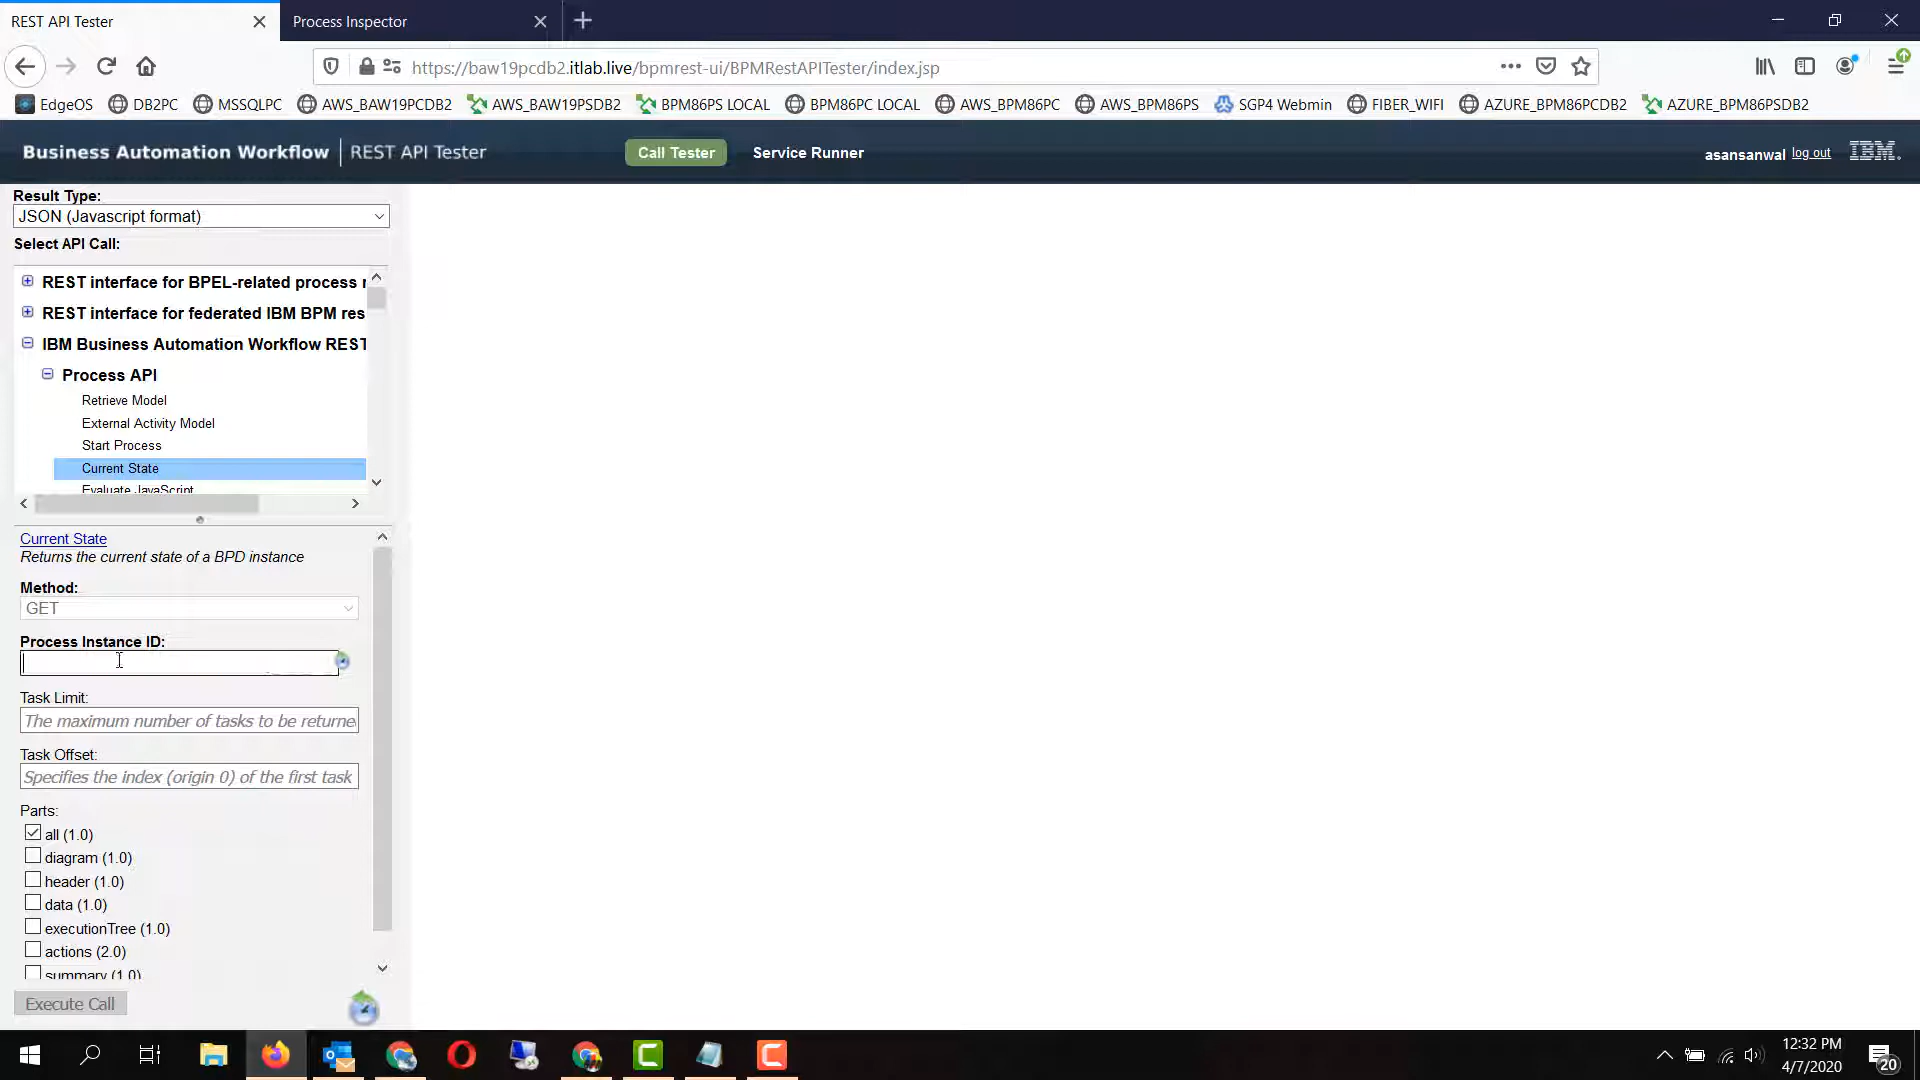 REST API Tester
Process Inspector
https://baw19pcdb2.itlab.live/bpmrest-ui/BPMRestAPITester/index.jsp
EdgeOS DB2PC MSSQLPC AWS_BAW19PCDB2 AWS_BAW19PSDB2 BPM86PS LOCAL BPM86PC LOCAL AWS_BPM86PC AWS_BPM86PS SGP4 Webmin FIBER_WIFI AZURE_BPM86PCDB2 AZURE_BPM86PSDB2
Business Automation Workflow REST API Tester Call Tester Service Runner asansanwal log out IBM.
Result Type:
JSON (Javascript format)
Select API Call:
REST interface for BPEL-related process r
REST interface for federated IBM BPM res
IBM Business Automation Workflow REST
Process API
Retrieve Model
External Activity Model
Start Process
Current State
Evaluate JavaScript
Current State
Returns the current state of a BPD instance
Method:
GET
Process Instance ID:
Task Limit:
The maximum number of tasks to be returne
Task Offset:
Specifies the index (origin 0) of the first task
Parts:
all (1.0)
diagram (1.0)
header (1.0)
data (1.0)
executionTree (1.0)
actions (2.0)
summary (1.0)
Execute Call
12:32 PM
4/7/2020
20